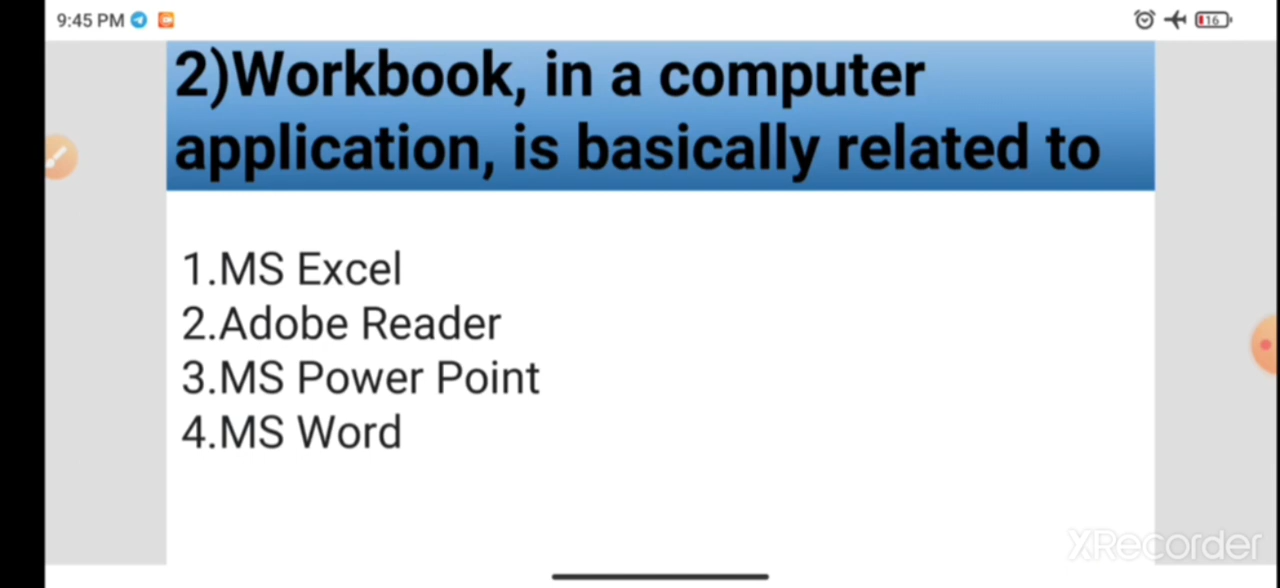 9:45 PM
16
2)Workbook, in a computer
application, is basically related to
1.MS Excel
2.Adobe Reader
3.MS Power Point
4.MS Word
XRecorder